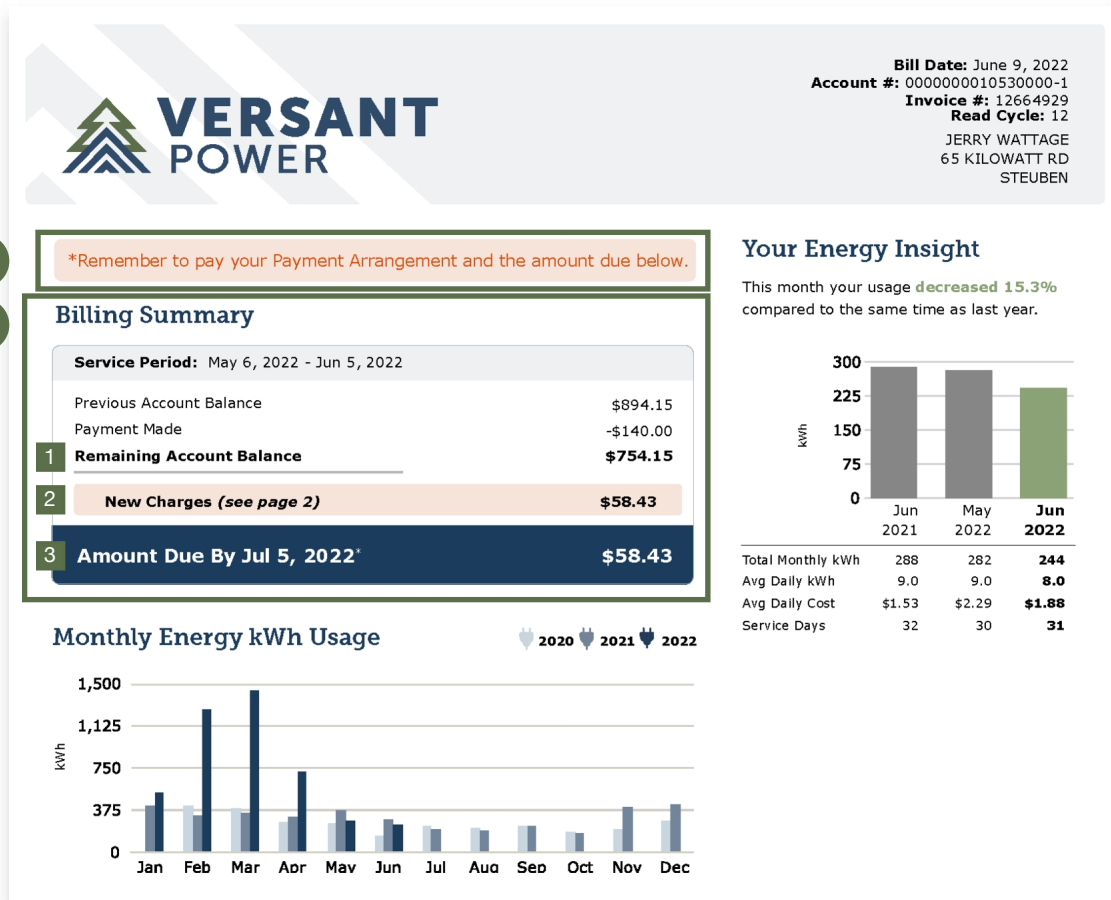 VERSANT
POWER
Bill Date: June 9, 2022
Account #: 0000000010530000-1
Invoice #: 12664929
Read Cycle: 12
JERRY WATTAGE
65 KILOWATT RD
STEUBEN
*Remember to pay your Payment Arrangement and the amount due below.
Billing Summary
Service Period: May 6, 2022 - Jun 5, 2022
Previous Account Balance $894.15
Payment Made -$140.00
1 Remaining Account Balance $754.15
2 New Charges (see page 2) $58.43
3 Amount Due By Jul 5, 2022* $58.43
Your Energy Insight
This month your usage decreased 15.3%
compared to the same time as last year.
300
225
150
75
0
kWh
Jun May Jun
2021 2022 2022
Total Monthly kWh 288 282 244
Avg Daily kWh 9.0 9.0 8.0
Avg Daily Cost $1.53 $2.29 $1.88
Service Days 32 30 31
Monthly Energy kWh Usage
2020 2021 2022
1,500
1,125
750
375
0
kWh
Jan Feb Mar Apr May Jun Jul Aug Sep Oct Nov Dec